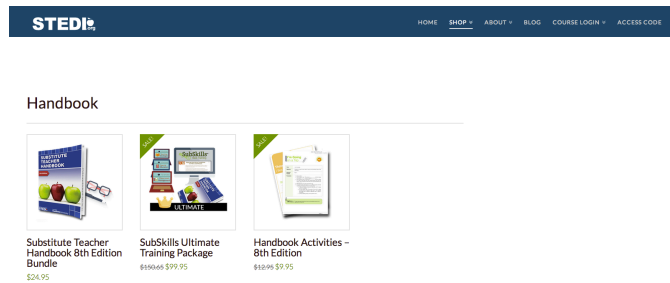 STEDI.org
HOME SHOP ABOUT BLOG COURSE LOGIN ACCESS CODE
Handbook
SALE!
SALE!
SUBSTITUTE TEACHER
HANDBOOK
SubSkills
ULTIMATE
Substitute Teacher
Handbook 8th Edition
Bundle
$24.95
SubSkills Ultimate
Training Package
$150.65 $99.95
Handbook Activities –
8th Edition
$12.95 $9.95